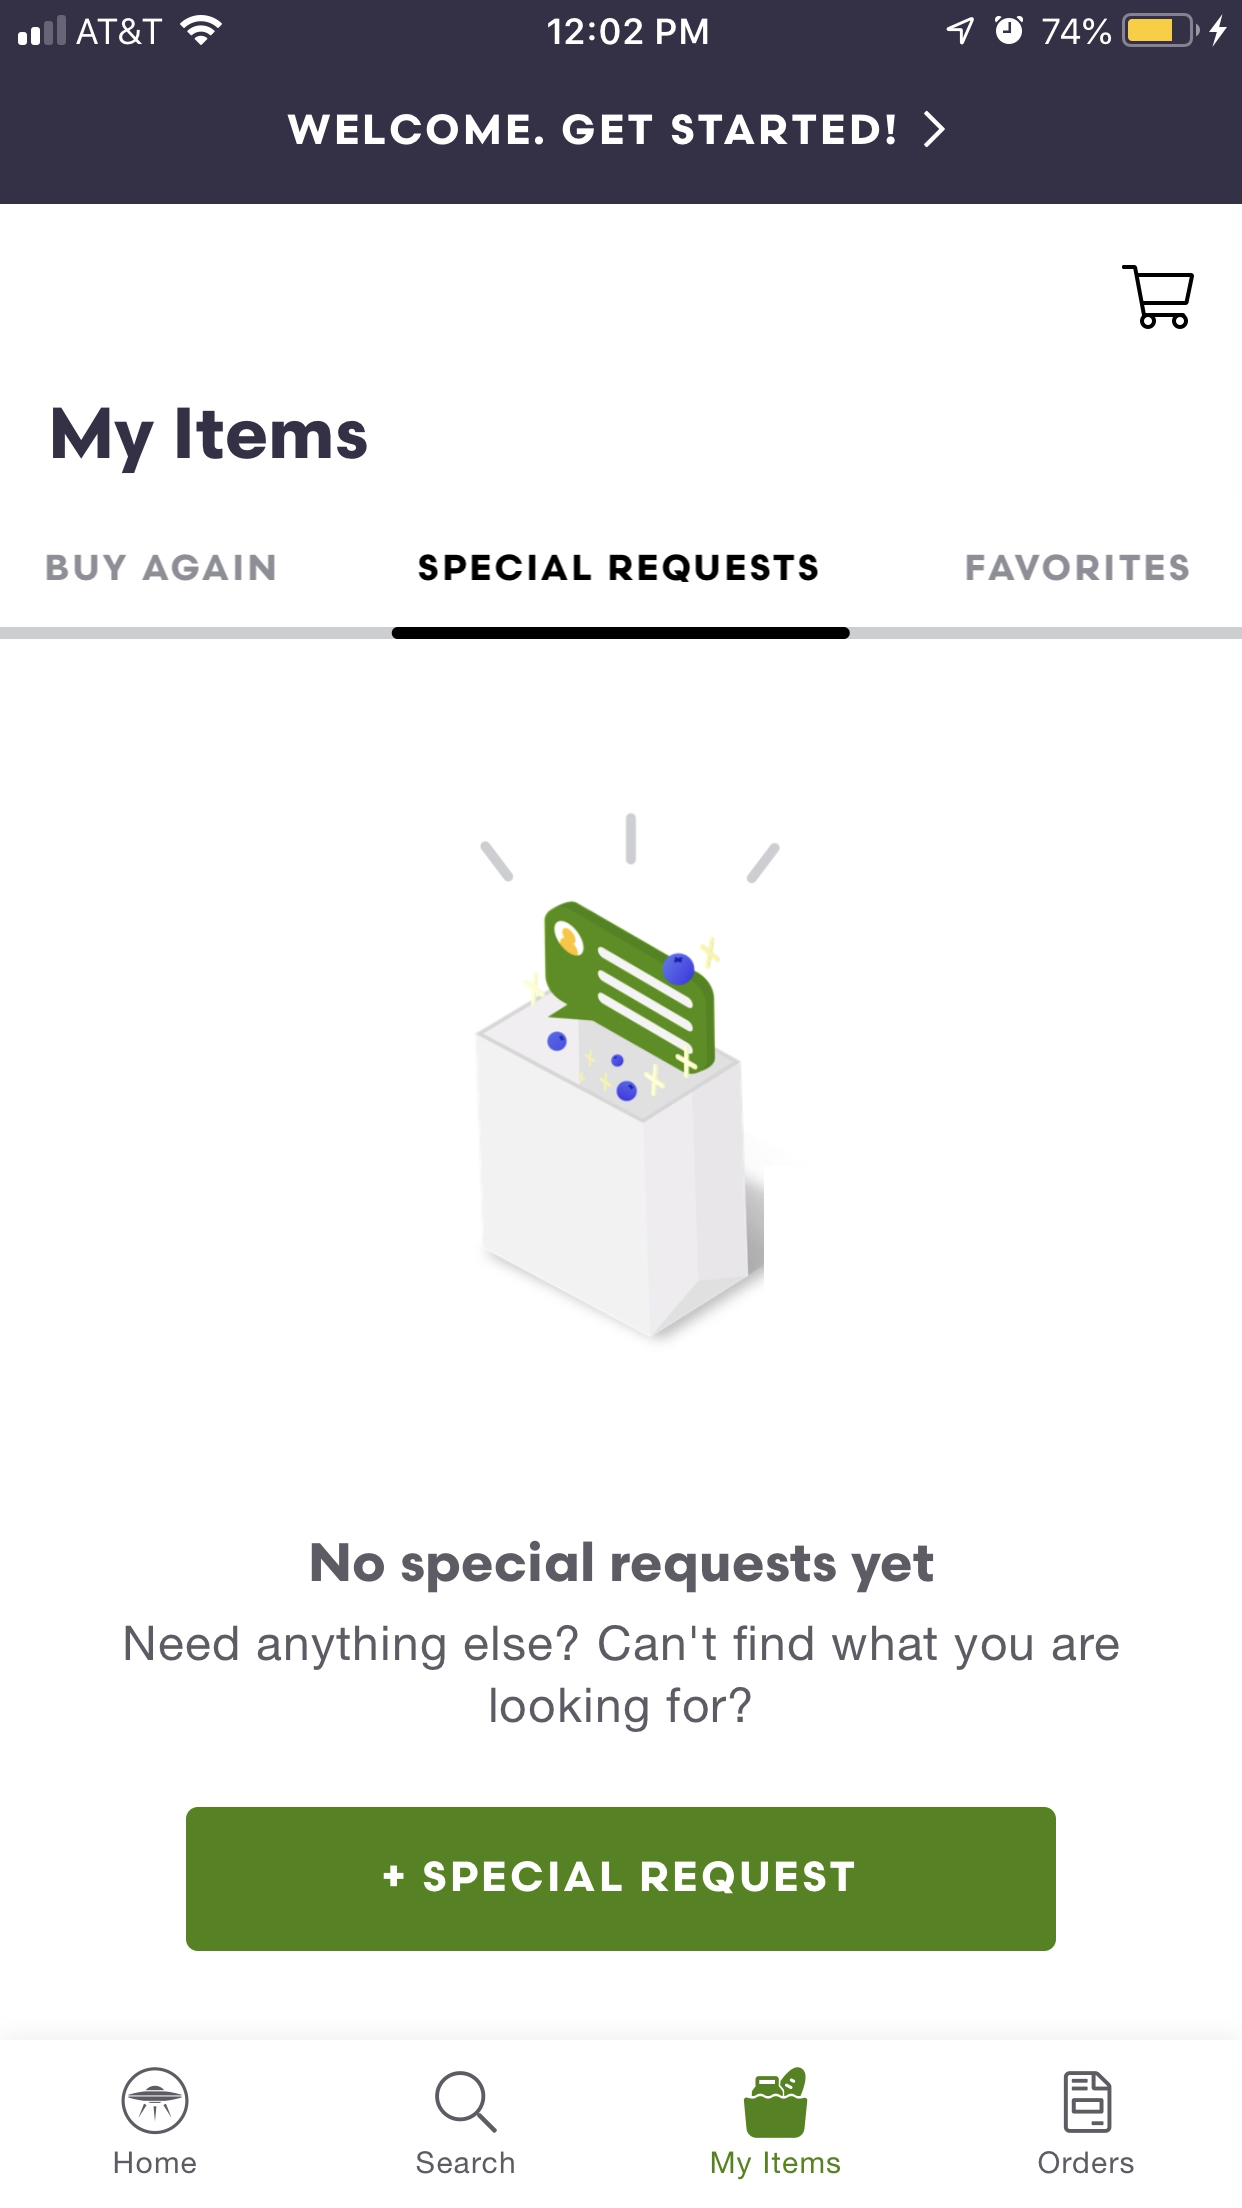 AT&T
12:02 PM
74%
WELCOME. GET STARTED!
My Items
BUY AGAIN
SPECIAL REQUESTS
FAVORITES
No special requests yet
Need anything else? Can't find what you are
looking for?
+ SPECIAL REQUEST
Home
Search
My Items
Orders